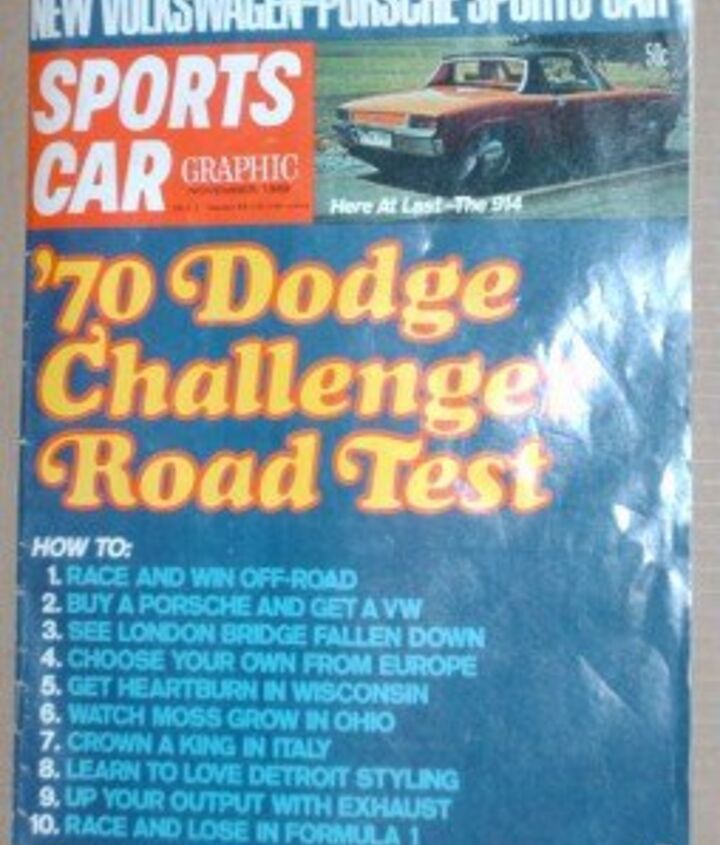 NEW VOLKSWAGEN-PORSCHE SPORTS CAR
SPORTS
CAR GRAPHIC
NOVEMBER 1969
50c
Here At Last—The 914
'70 Dodge
Challenger
Road Test
HOW TO:
1. RACE AND WIN OFF-ROAD
2. BUY A PORSCHE AND GET A VW
3. SEE LONDON BRIDGE FALLEN DOWN
4. CHOOSE YOUR OWN FROM EUROPE
5. GET HEARTBURN IN WISCONSIN
6. WATCH MOSS GROW IN OHIO
7. CROWN A KING IN ITALY
8. LEARN TO LOVE DETROIT STYLING
9. UP YOUR OUTPUT WITH EXHAUST
10. RACE AND LOSE IN FORMULA 1